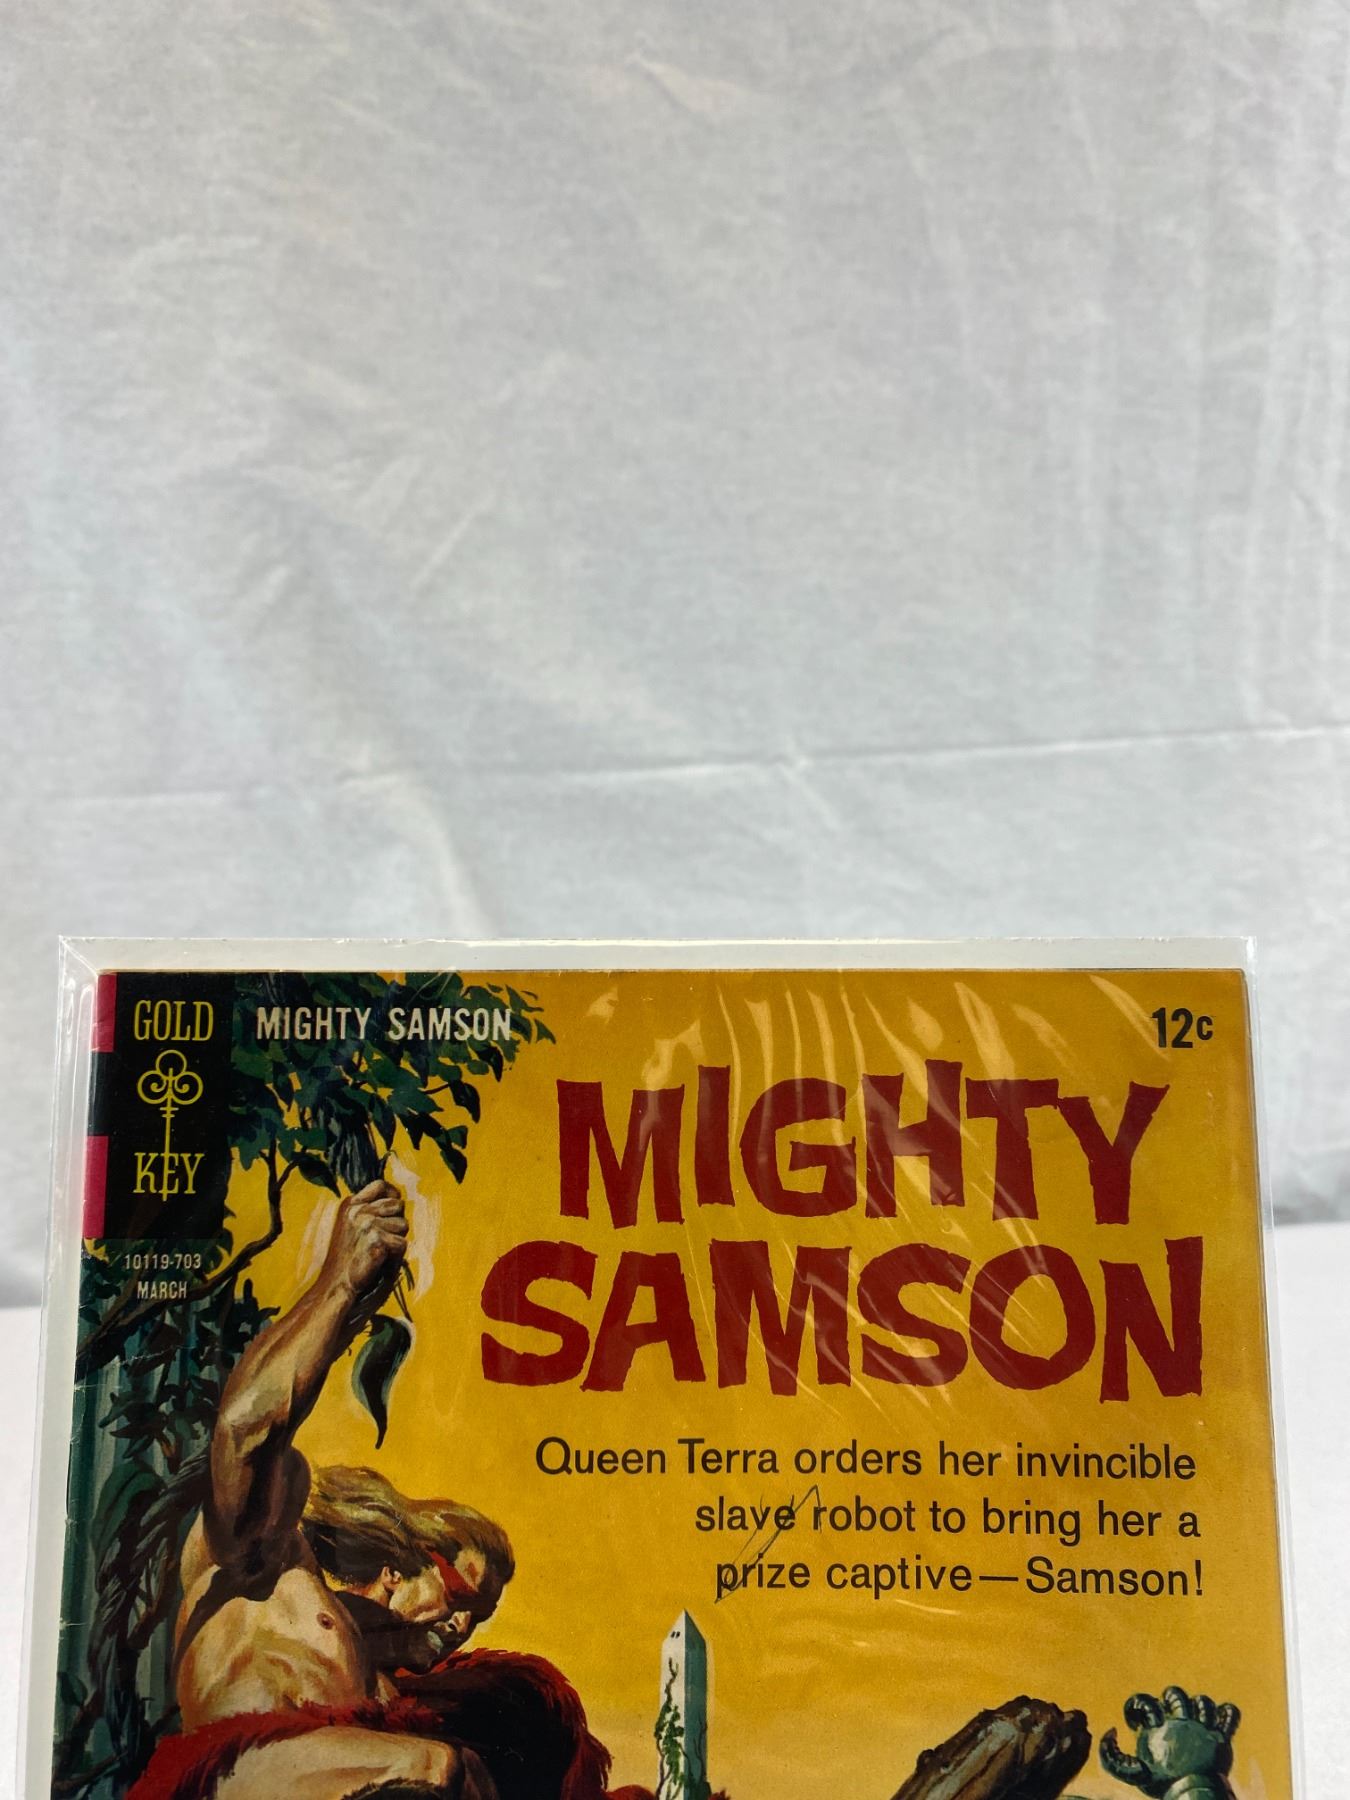 GOLD
KEY
MIGHTY SAMSON
12c
MIGHTY
SAMSON
10119-703
MARCH
Queen Terra orders her invincible
slave robot to bring her a
prize captive—Samson!